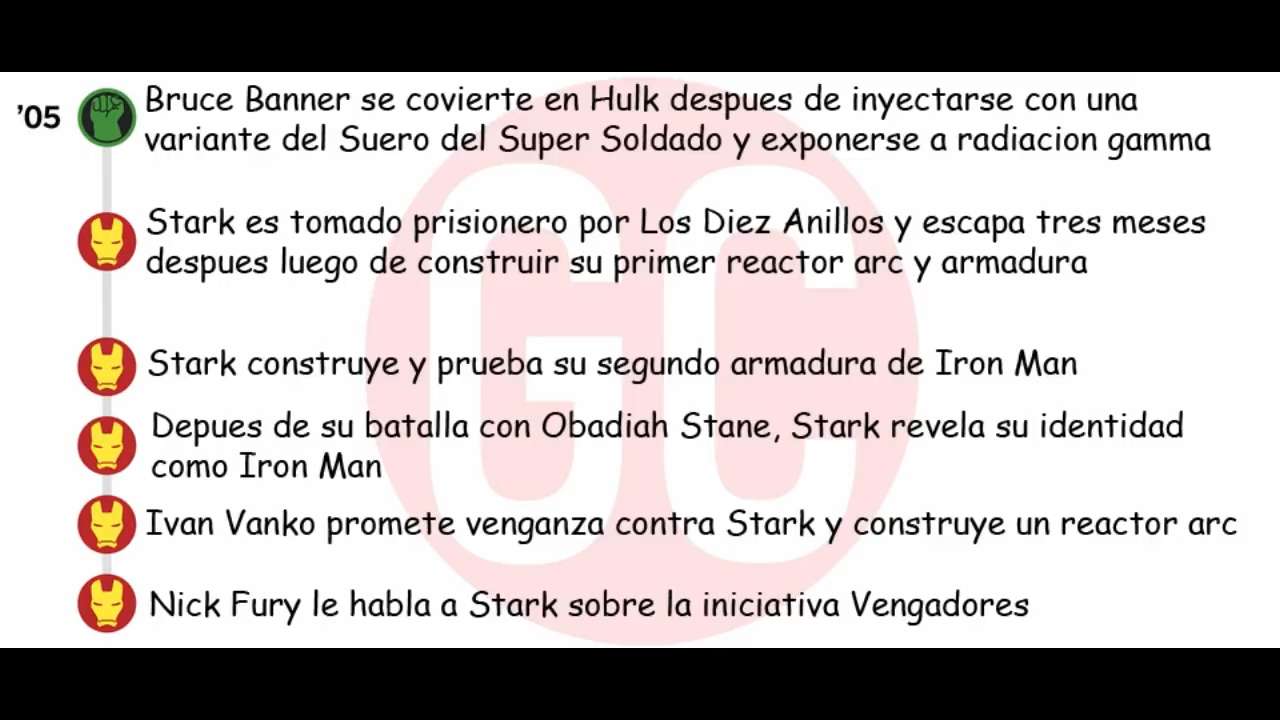 '05
Bruce Banner se covierte en Hulk despues de inyectarse con una
variante del Suero del Super Soldado y exponerse a radiacion gamma
Stark es tomado prisionero por Los Diez Anillos y escapa tres meses
despues luego de construir su primer reactor arc y armadura
Stark construye y prueba su segundo armadura de Iron Man
Depues de su batalla con Obadiah Stane, Stark revela su identidad
como Iron Man
Ivan Vanko promete venganza contra Stark y construye un reactor arc
Nick Fury le habla a Stark sobre la iniciativa Vengadores
GC